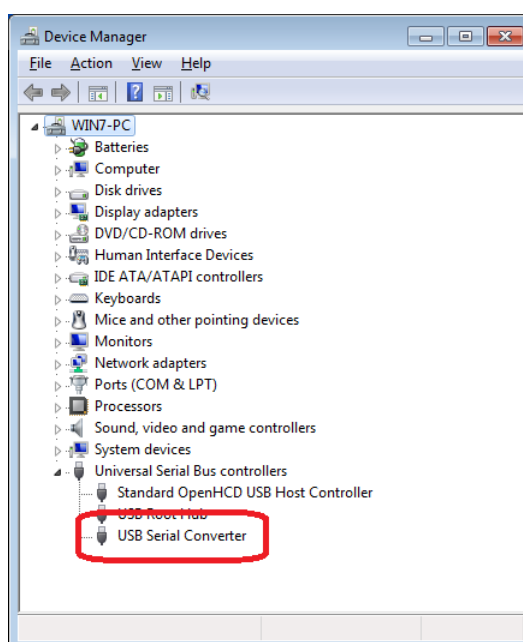 Device Manager
File Action View Help
WIN7-PC
Batteries
Computer
Disk drives
Display adapters
DVD/CD-ROM drives
Human Interface Devices
IDE ATA/ATAPI controllers
Keyboards
Mice and other pointing devices
Monitors
Network adapters
Ports (COM & LPT)
Processors
Sound, video and game controllers
System devices
Universal Serial Bus controllers
Standard OpenHCD USB Host Controller
USB Root Hub
USB Serial Converter